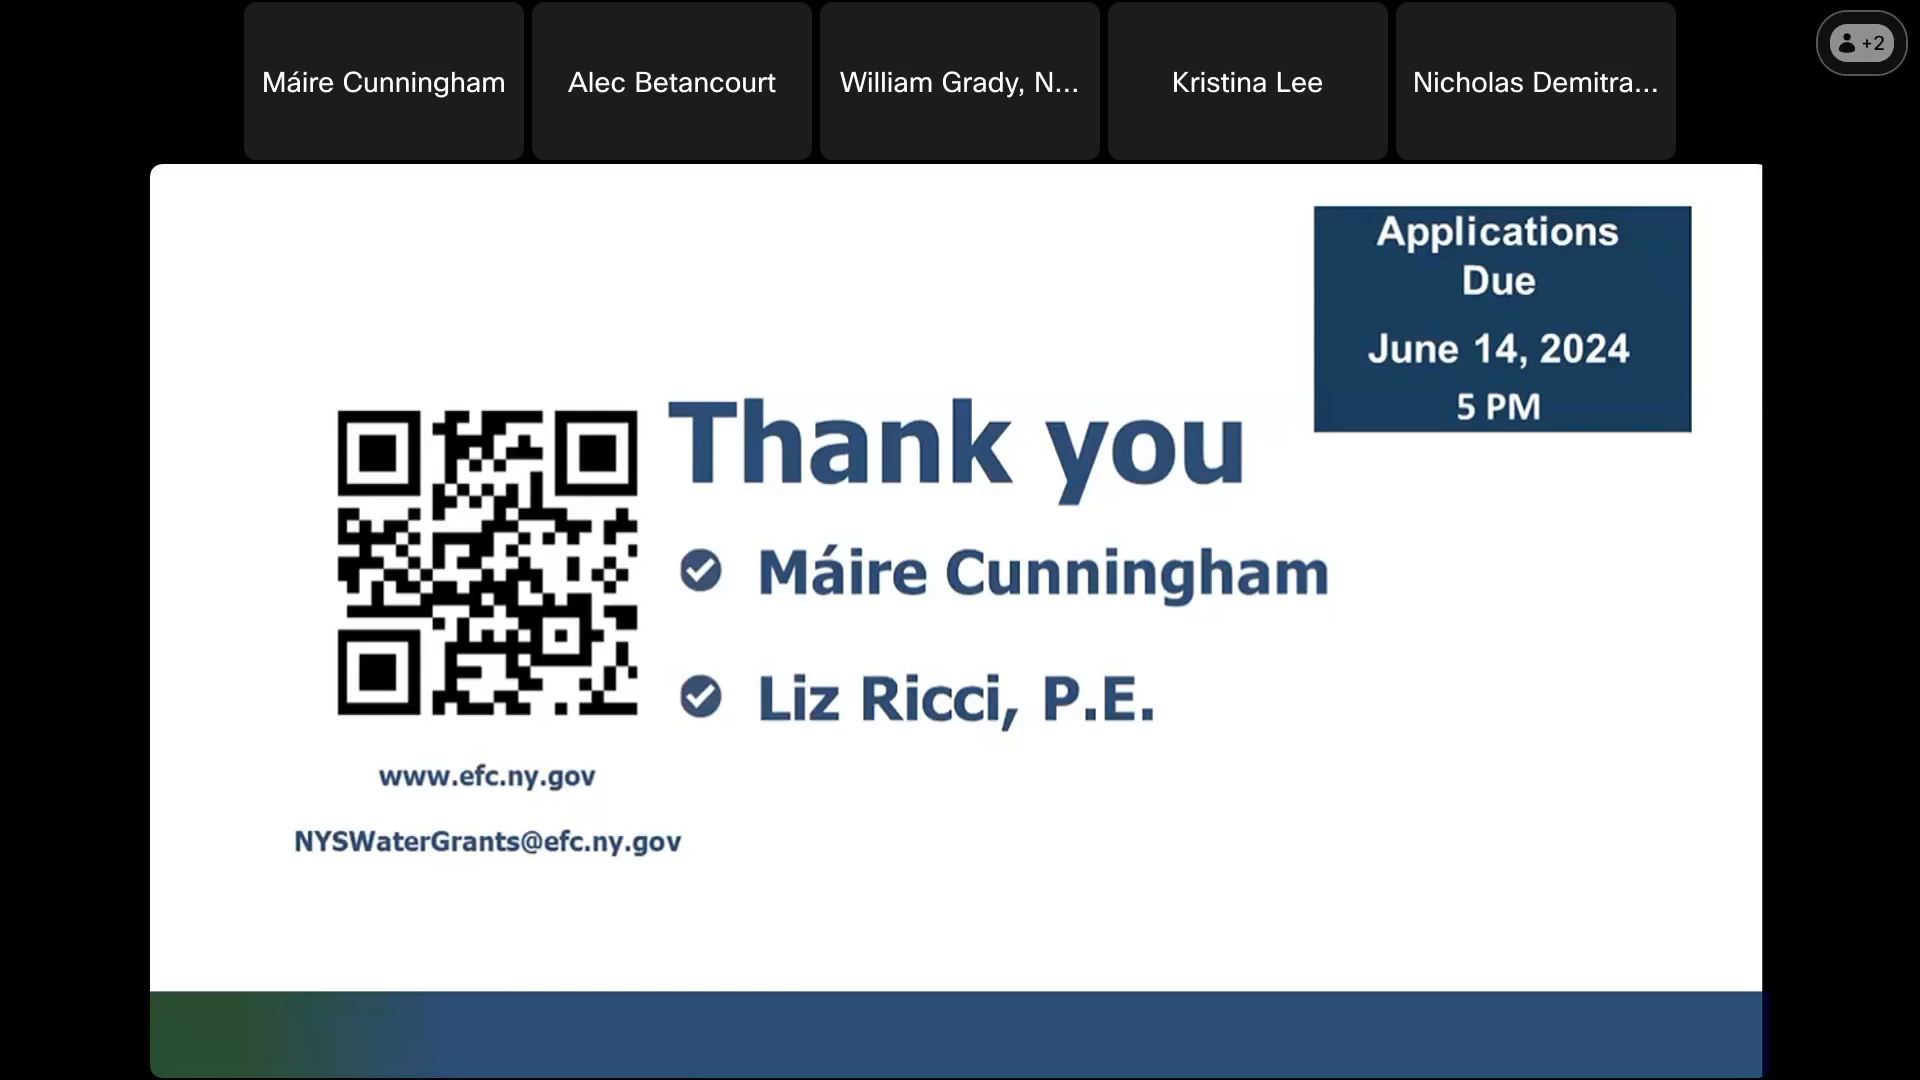 Máire Cunningham
Alec Betancourt
William Grady, N...
Kristina Lee
Nicholas Demitra...
+2
Applications
Due
June 14, 2024
5 PM
Thank you
Máire Cunningham
Liz Ricci, P.E.
www.efc.ny.gov
NYSWaterGrants@efc.ny.gov